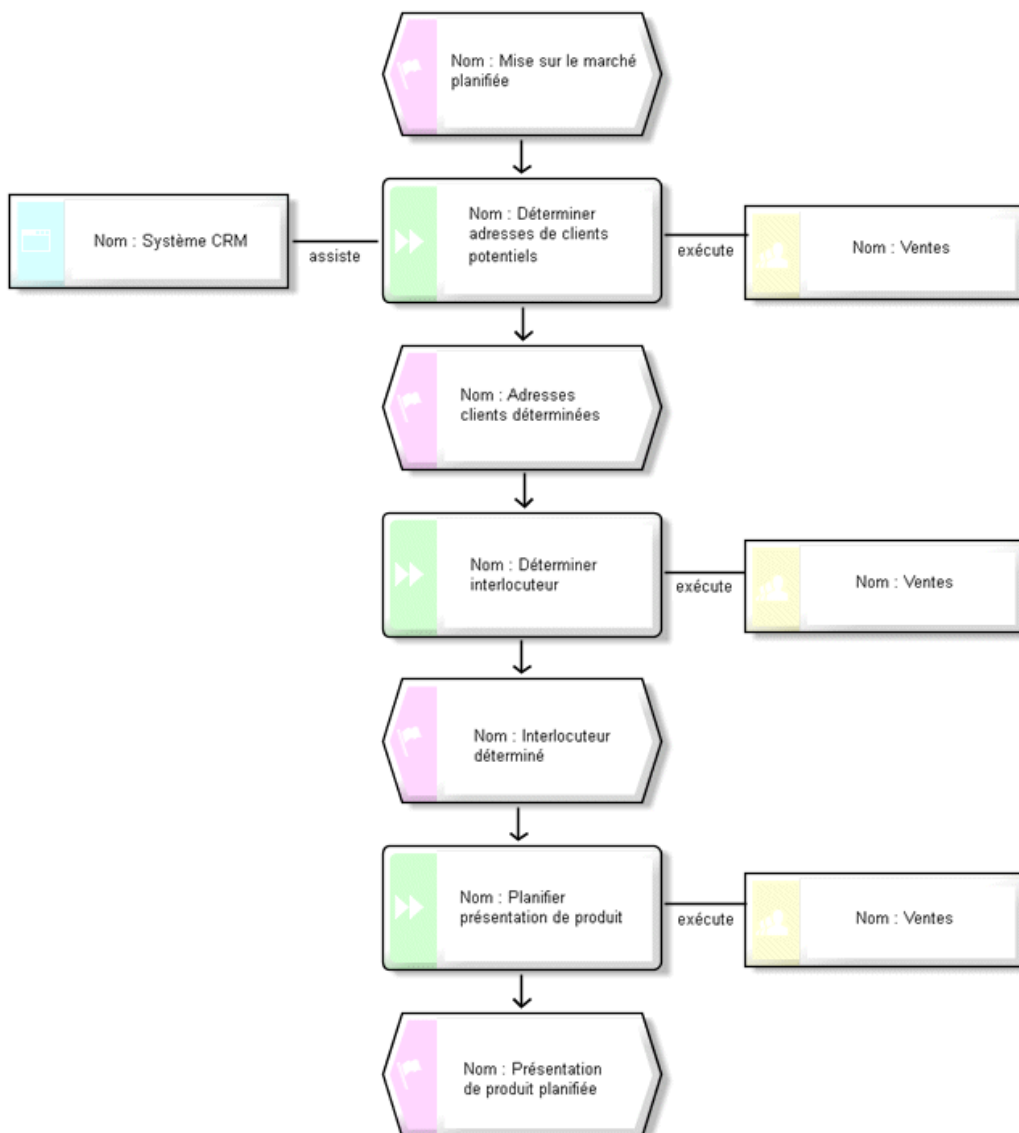 Nom : Mise sur le marché
planifiée
Nom : Système CRM
assiste
Nom : Déterminer
adresses de clients
potentiels
exécute
Nom : Ventes
Nom : Adresses
clients déterminées
Nom : Déterminer
interlocuteur
exécute
Nom : Ventes
Nom : Interlocuteur
déterminé
Nom : Planifier
présentation de produit
exécute
Nom : Ventes
Nom : Présentation
de produit planifiée